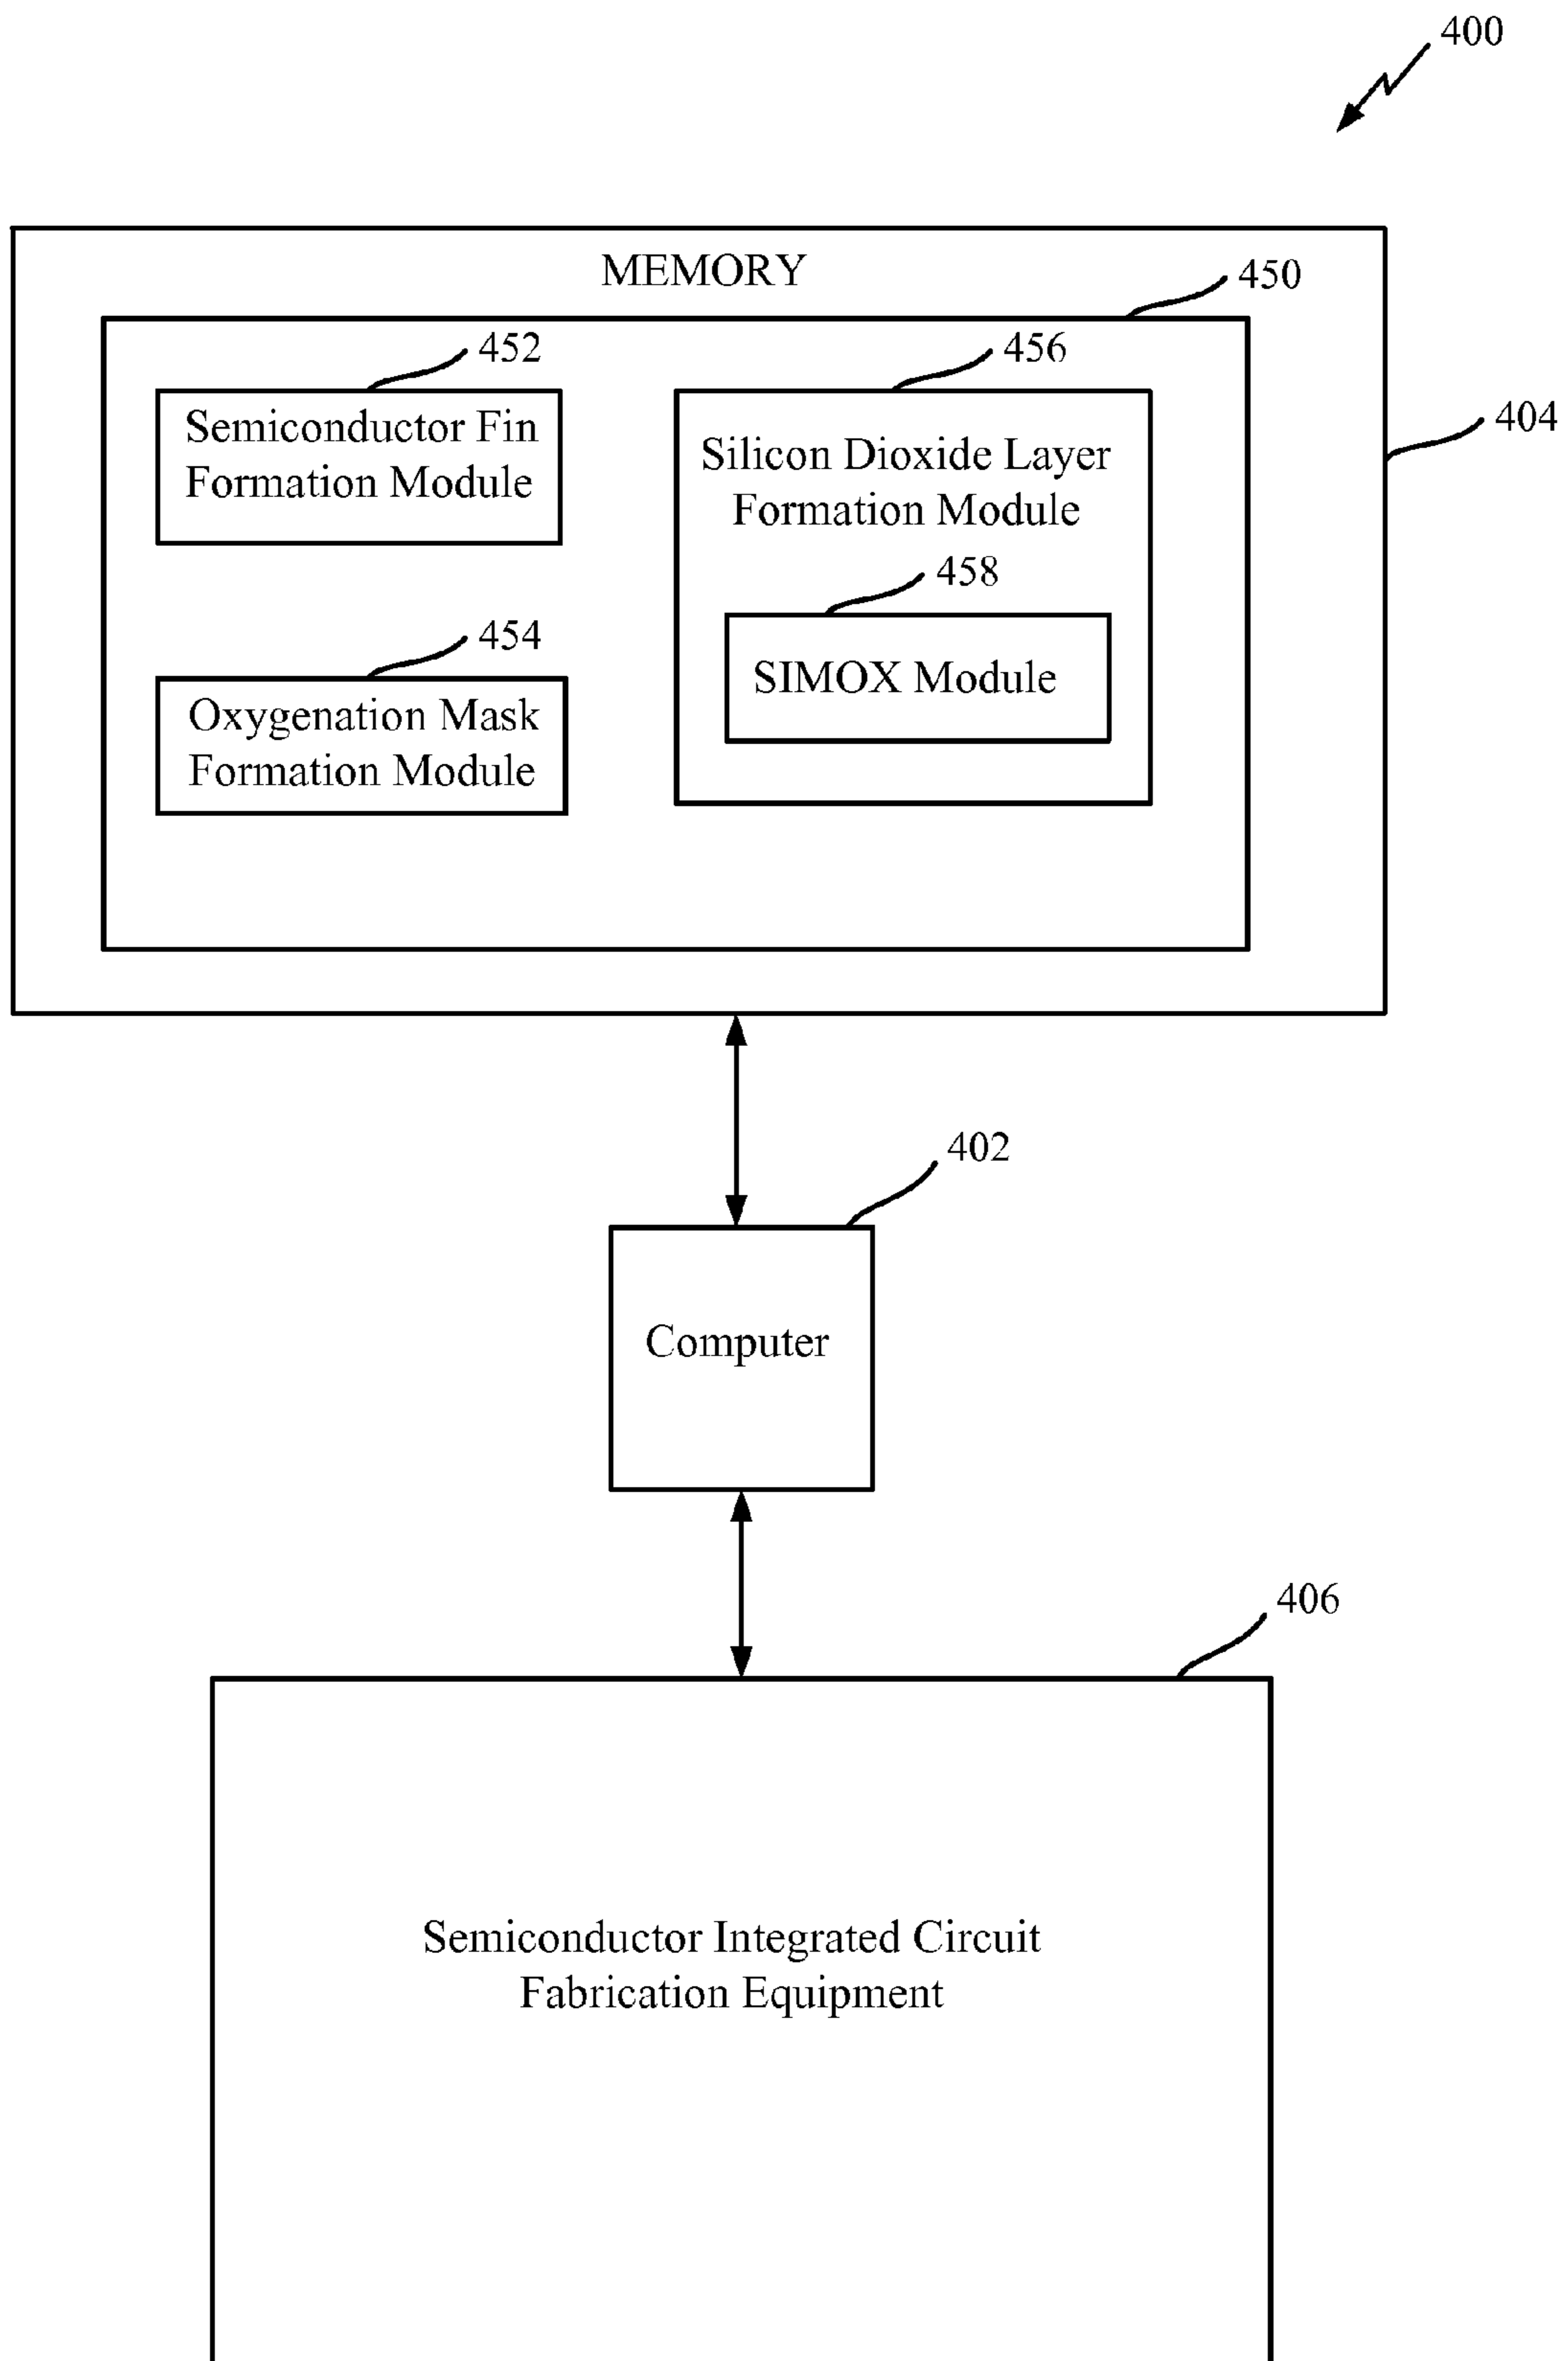 400
MEMORY
450
452
456
404
Semiconductor Fin
Formation Module
Silicon Dioxide Layer
Formation Module
458
454
SIMOX Module
Oxygenation Mask
Formation Module
402
Computer
406
Semiconductor Integrated Circuit
Fabrication Equipment